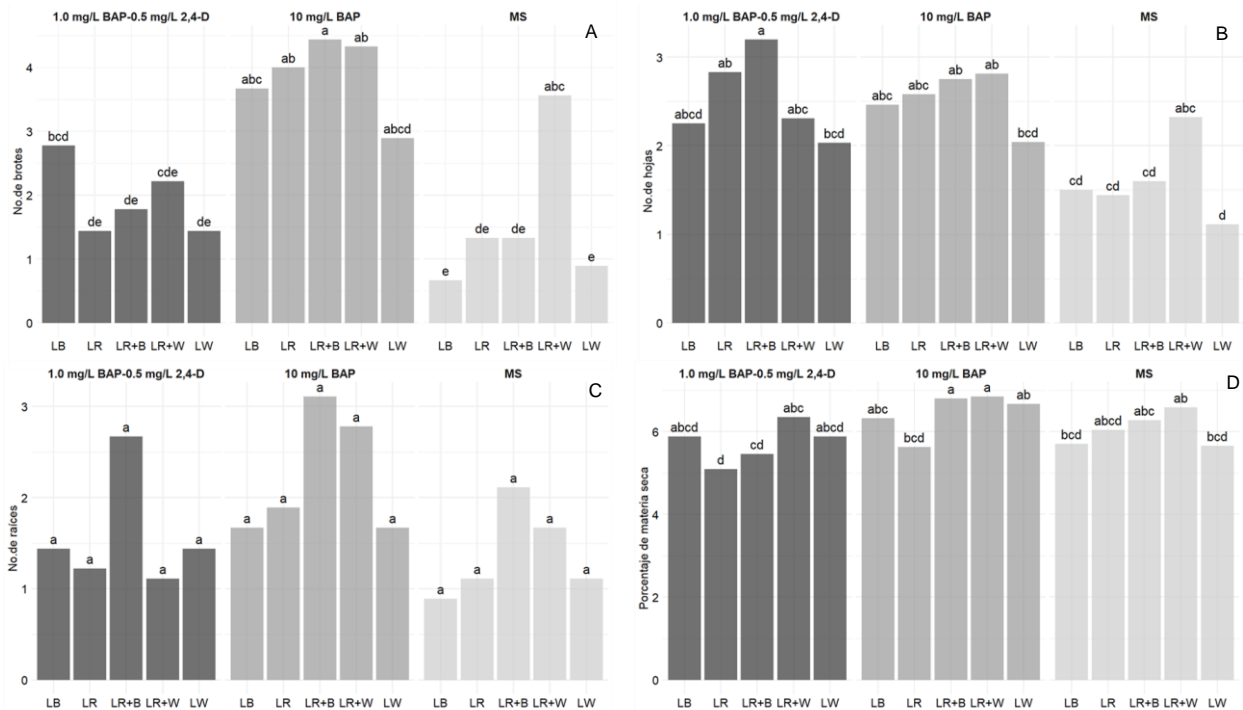 1.0 mg/L BAP-0.5 mg/L 2,4-D 10 mg/L BAP MS A
No.de brotes
4
3
2
1
0
bcd de de cde de
abc ab a ab abcd
e de de abc e
LB LR LR+B LR+W LW LB LR LR+B LR+W LW LB LR LR+B LR+W LW
1.0 mg/L BAP-0.5 mg/L 2,4-D 10 mg/L BAP MS B
No.de hojas
3
2
1
0
abcd ab a abc bcd
abc abc ab ab bcd
cd cd cd abc d
LB LR LR+B LR+W LW LB LR LR+B LR+W LW LB LR LR+B LR+W LW
1.0 mg/L BAP-0.5 mg/L 2,4-D 10 mg/L BAP MS C
No.de raíces
3
2
1
0
a a a a a
a a a a a
a a a a a
LB LR LR+B LR+W LW LB LR LR+B LR+W LW LB LR LR+B LR+W LW
1.0 mg/L BAP-0.5 mg/L 2,4-D 10 mg/L BAP MS D
Porcentaje de materia seca
6
4
2
0
abcd d cd abc abcd
abc bcd a a ab
bcd abcd abc ab bcd
LB LR LR+B LR+W LW LB LR LR+B LR+W LW LB LR LR+B LR+W LW